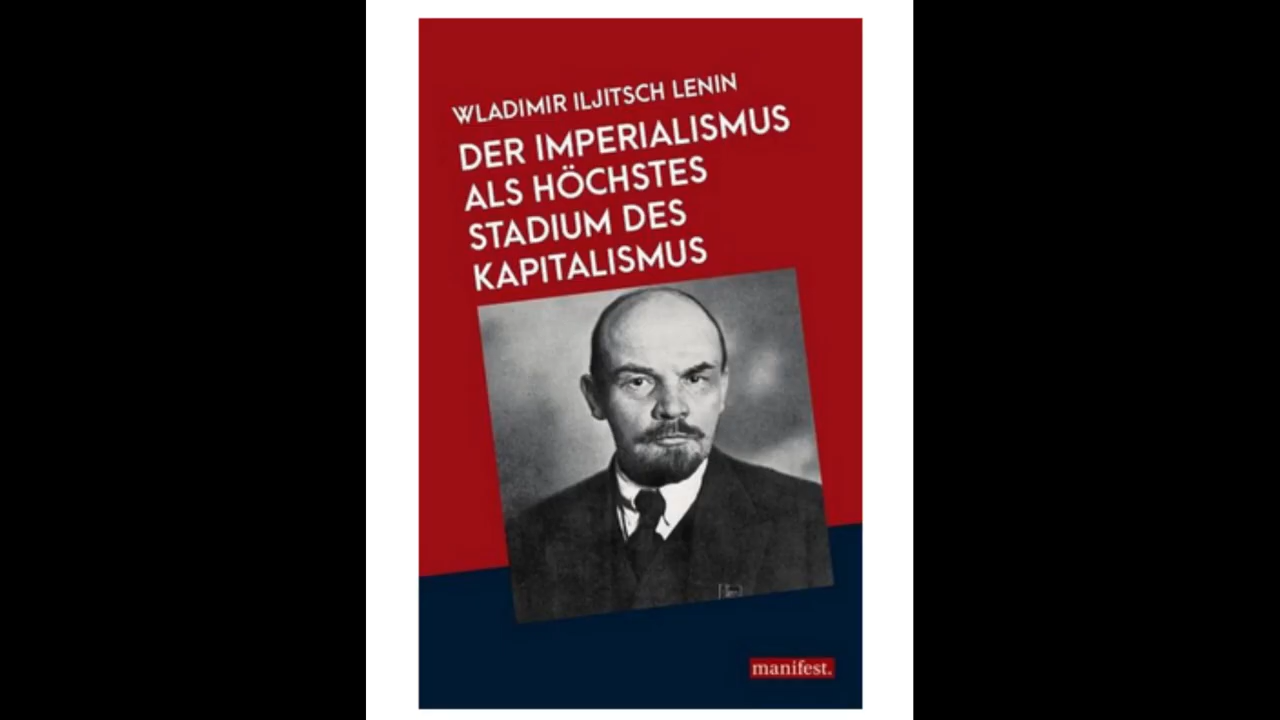 WLADIMIR ILJITSCH LENIN
DER IMPERIALISMUS
ALS HÖCHSTES
STADIUM DES
KAPITALISMUS
manifest.